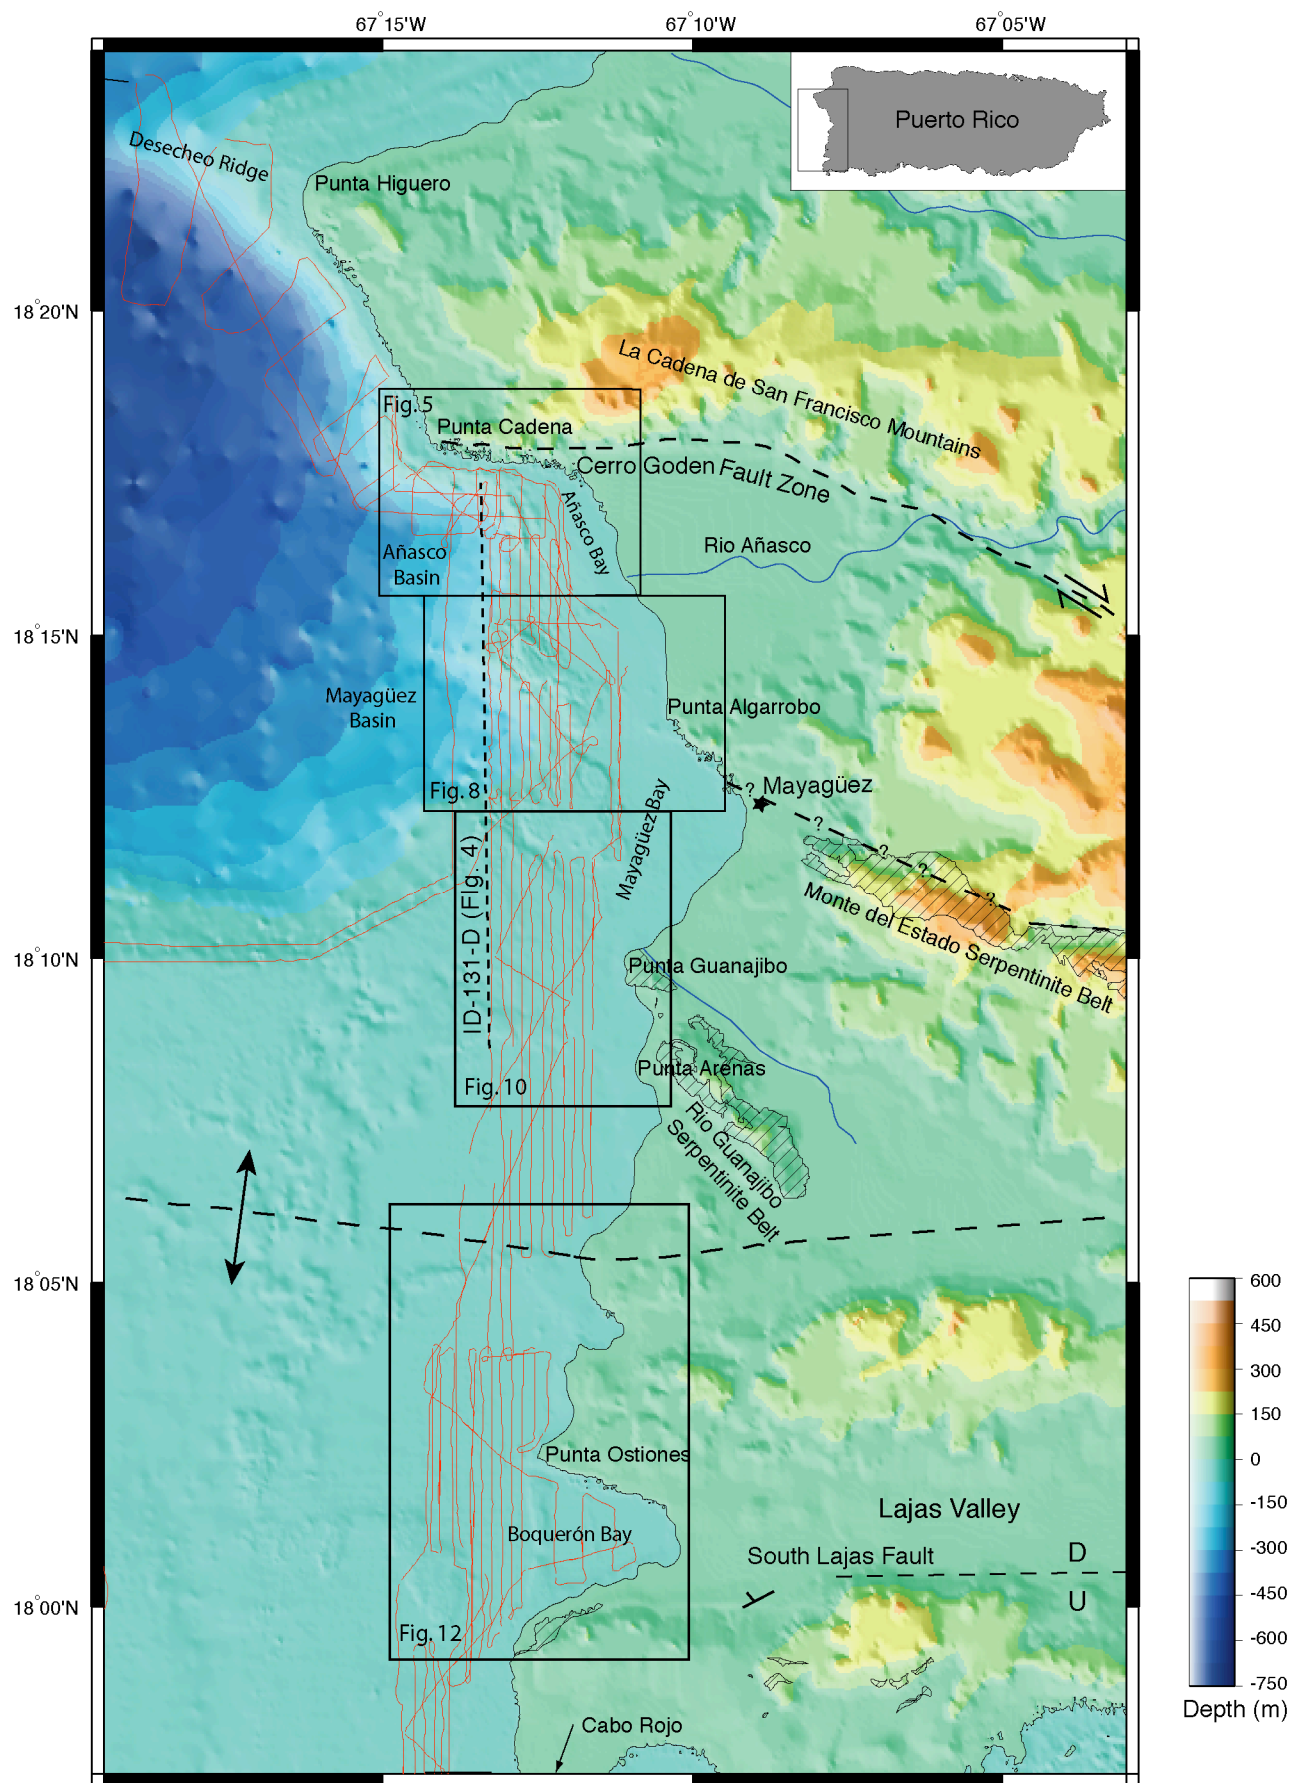 67°15'W
67°10'W
67°05'W
Puerto Rico
Desecheo Ridge
Punta Higuero
18°20'N
La Cadena de San Francisco Mountains
Fig. 5
Punta Cadena
Cerro Goden Fault Zone
Añasco Bay
Rio Añasco
Añasco
Basin
18°15'N
Mayagüez
Basin
Punta Algarrobo
Fig. 8
? Mayagüez
?
?
?
?
Mayagüez Bay
ID-131-D (FIg. 4)
Monte del Estado Serpentinite Belt
18°10'N
Punta Guanajibo
Punta Arenas
Fig. 10
Rio Guanajibo
Serpentinite Belt
18°05'N
Punta Ostiones
Lajas Valley
Boquerón Bay
South Lajas Fault
D
U
18°00'N
Fig. 12
Cabo Rojo
600
450
300
150
0
-150
-300
-450
-600
-750
Depth (m)